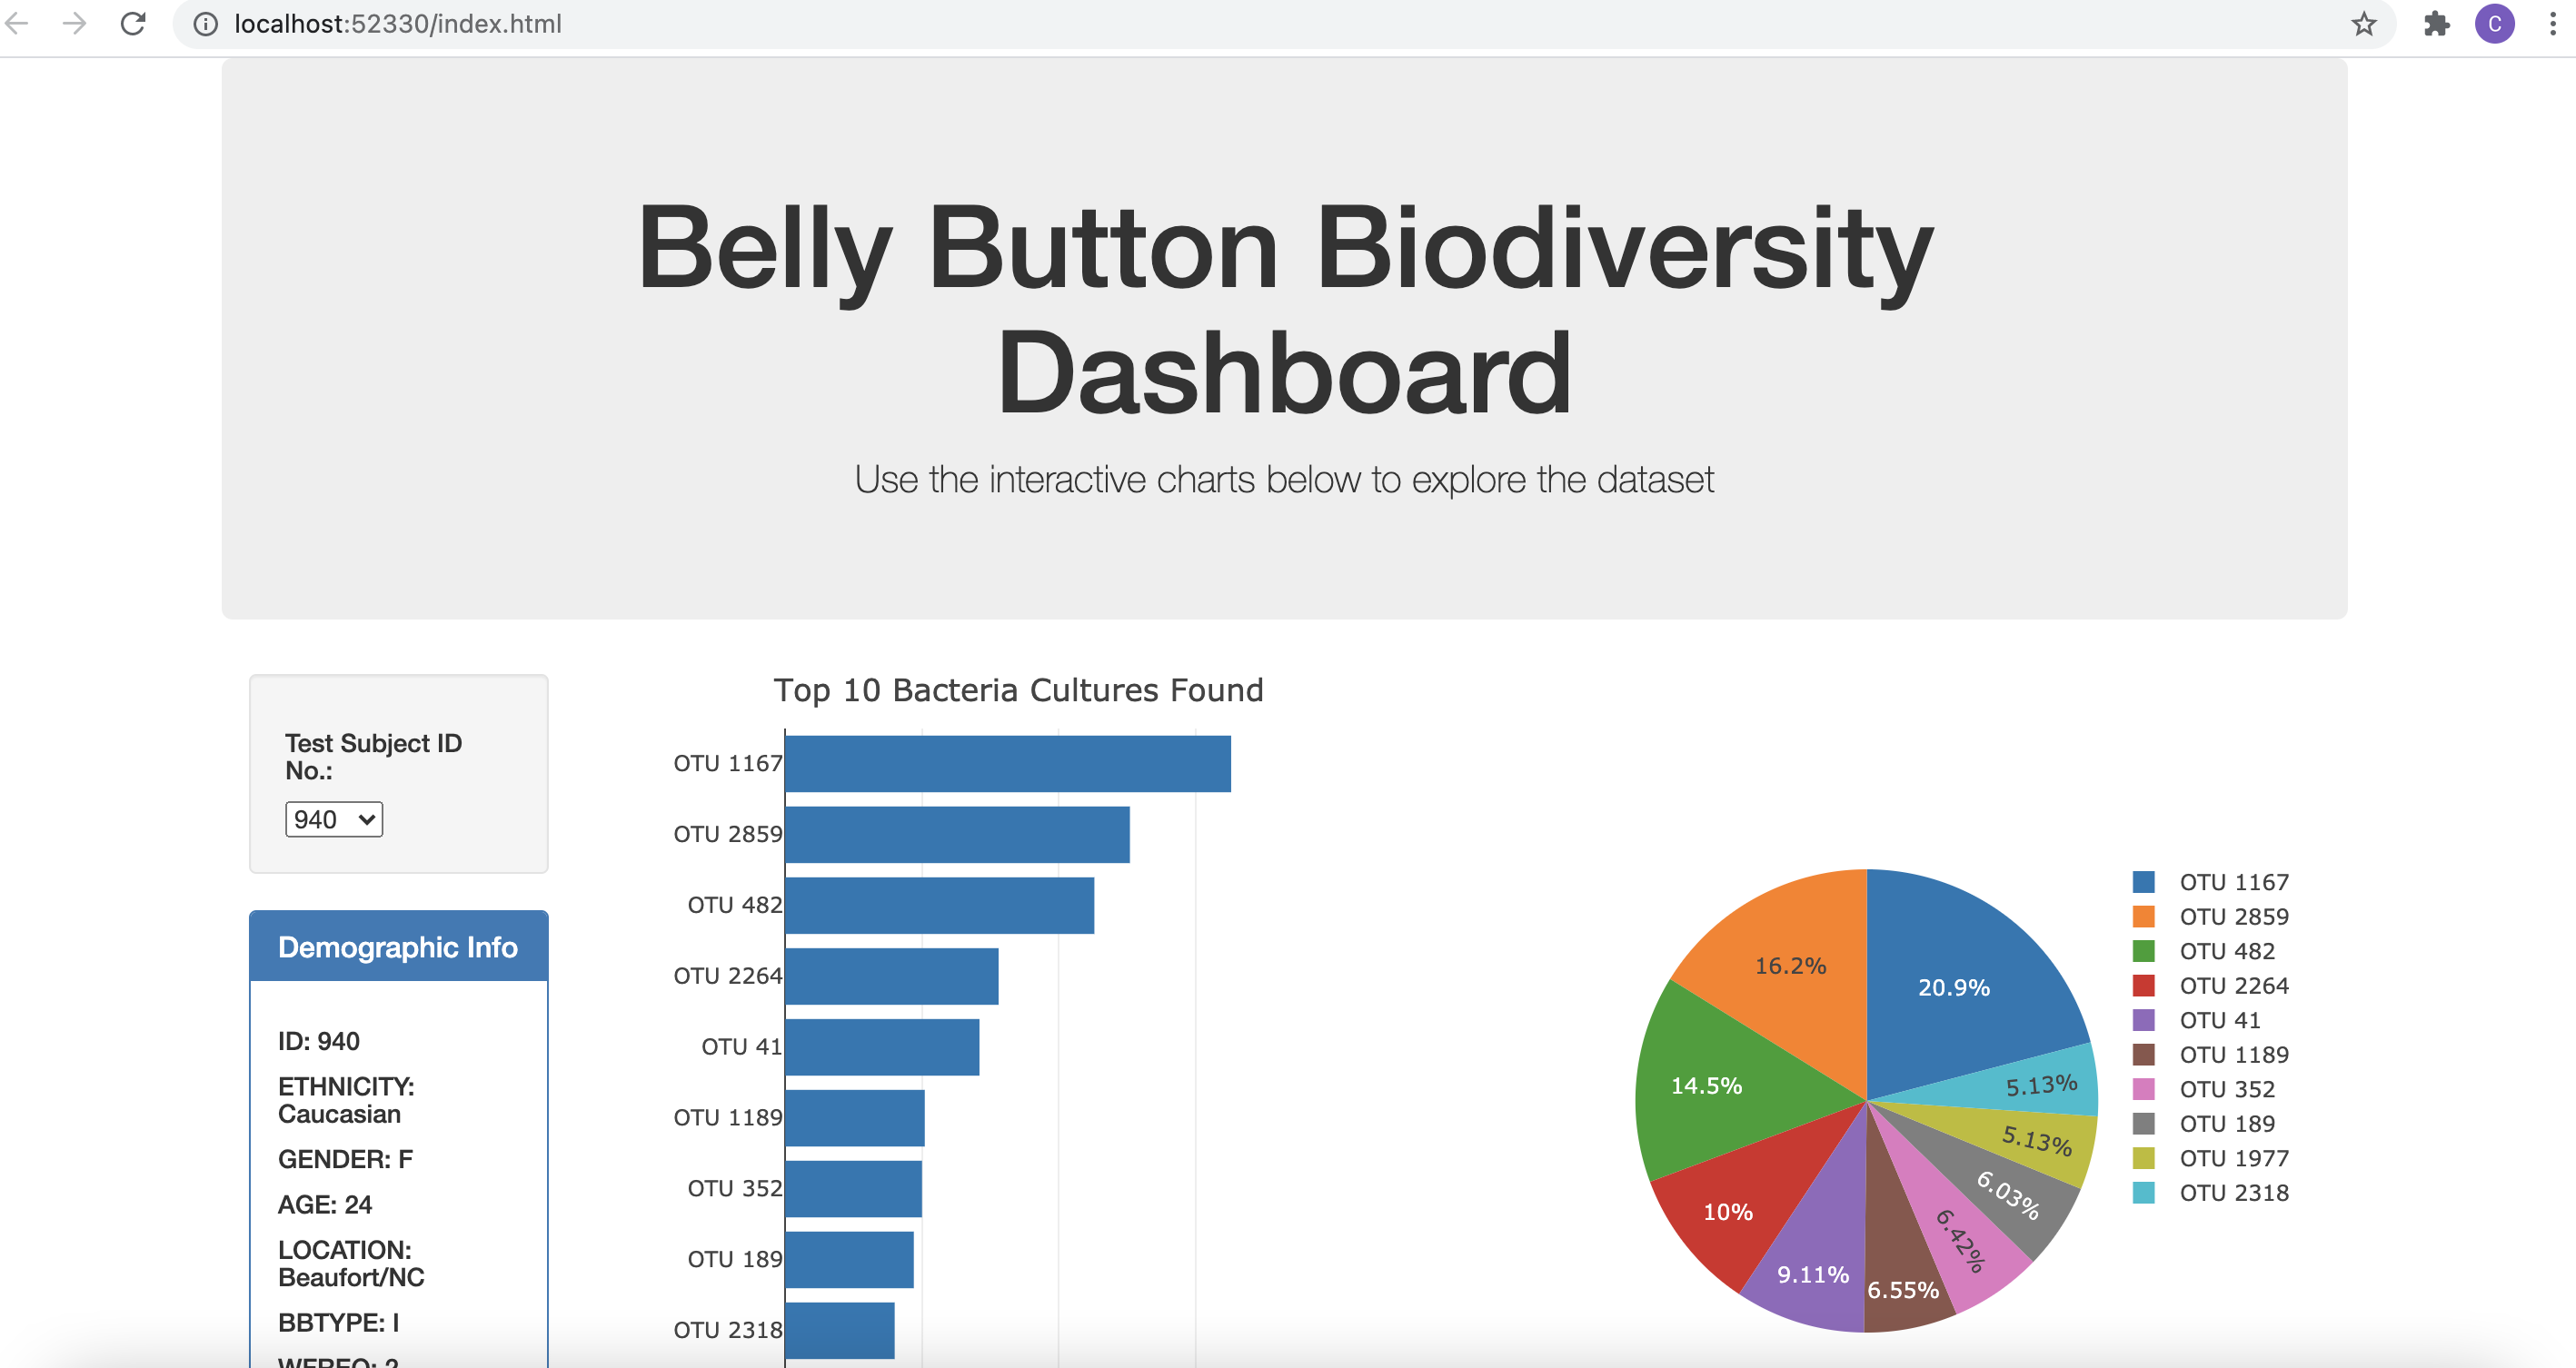 localhost:52330/index.html
C
Belly Button Biodiversity
Dashboard
Use the interactive charts below to explore the dataset
Test Subject ID
No.:
940
Demographic Info
ID: 940
ETHNICITY:
Caucasian
GENDER: F
AGE: 24
LOCATION:
Beaufort/NC
BBTYPE: I
WFREQ: 2
Top 10 Bacteria Cultures Found
OTU 1167
OTU 2859
OTU 482
OTU 2264
OTU 41
OTU 1189
OTU 352
OTU 189
OTU 2318
20.9%
16.2%
14.5%
10%
9.11%
6.55%
6.42%
6.03%
5.13%
5.13%
OTU 1167
OTU 2859
OTU 482
OTU 2264
OTU 41
OTU 1189
OTU 352
OTU 189
OTU 1977
OTU 2318